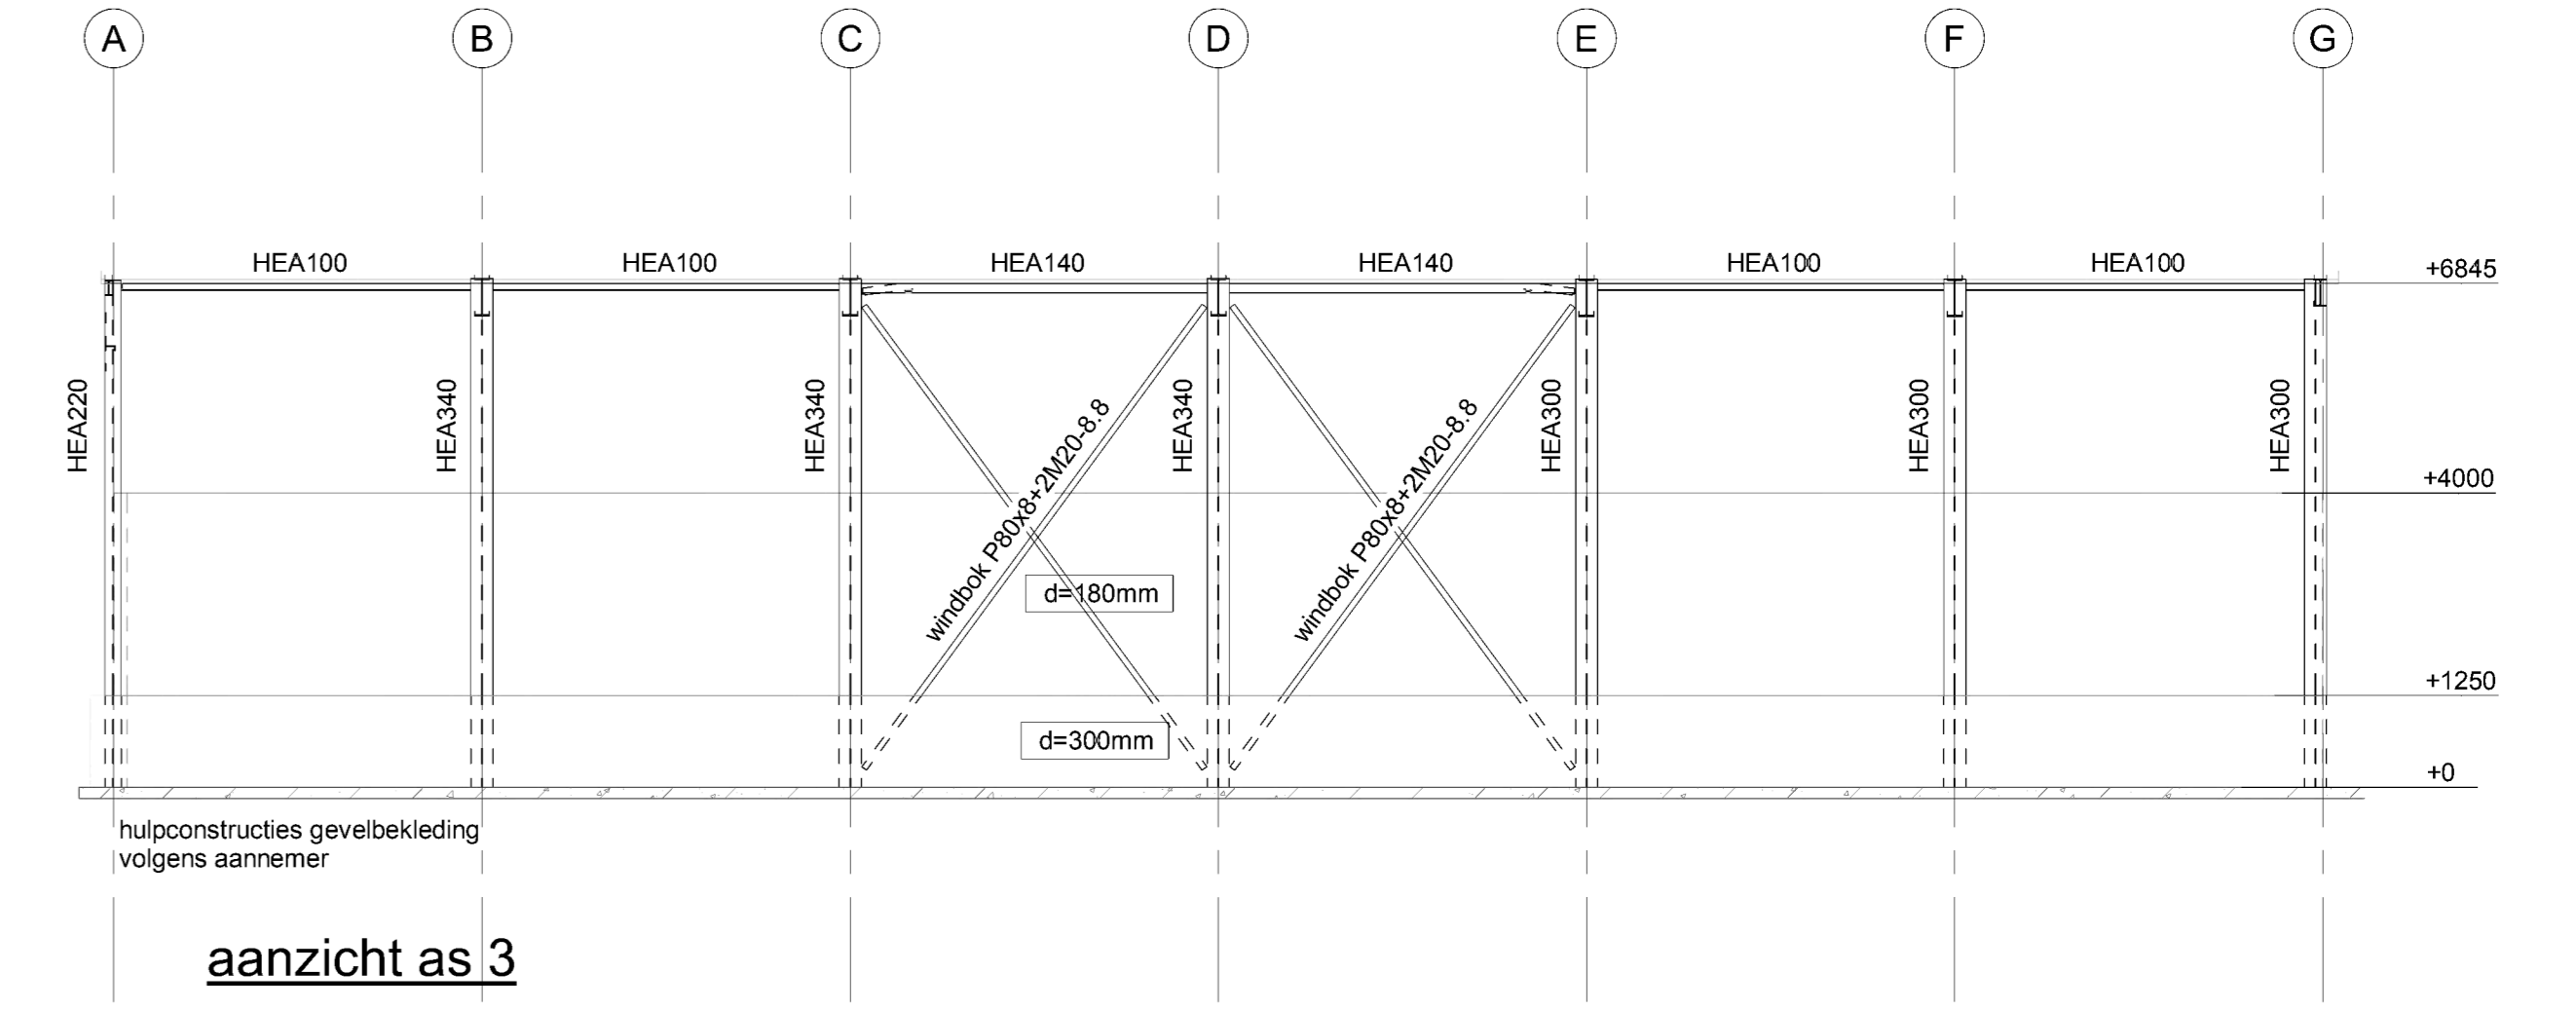 A
B
C
D
E
F
G
HEA100
HEA100
HEA140
HEA140
HEA100
HEA100
+6845
HEA220
HEA340
HEA340
HEA340
HEA300
HEA300
HEA300
windbok P80x8+2M20-8.8
windbok P80x8+2M20-8.8
+4000
d=180mm
+1250
d=300mm
+0
hulpconstructies gevelbekleding
volgens aannemer
aanzicht as 3